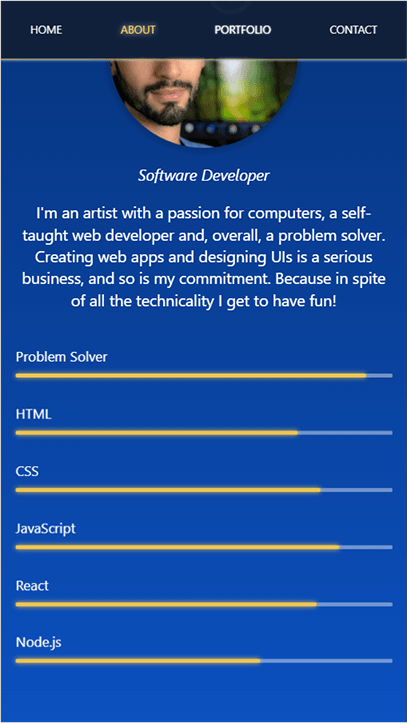 HOME ABOUT PORTFOLIO CONTACT
Software Developer
I'm an artist with a passion for computers, a self-
taught web developer and, overall, a problem solver.
Creating web apps and designing UIs is a serious
business, and so is my commitment. Because in spite
of all the technicality I get to have fun!
Problem Solver
HTML
CSS
JavaScript
React
Node.js